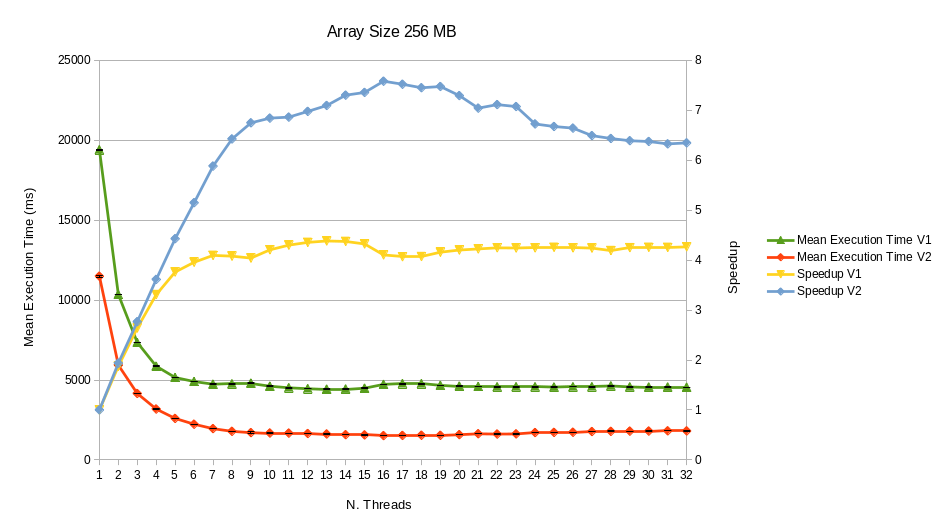 Array Size 256 MB
25000
20000
15000
10000
5000
0
Mean Execution Time (ms)
8
7
6
5
4
3
2
1
0
Speedup
1 2 3 4 5 6 7 8 9 10 11 12 13 14 15 16 17 18 19 20 21 22 23 24 25 26 27 28 29 30 31 32
N. Threads
Mean Execution Time V1
Mean Execution Time V2
Speedup V1
Speedup V2